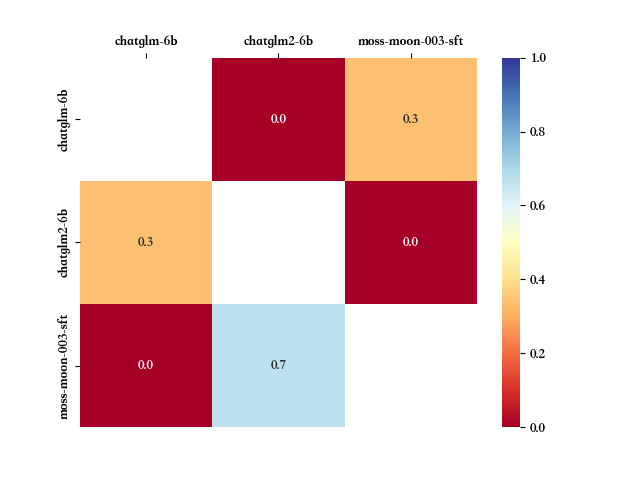 chatglm-6b chatglm2-6b moss-moon-003-sft
1.0
chatglm-6b 0.0 0.3
0.8
0.6
chatglm2-6b 0.3 0.0
0.4
moss-moon-003-sft 0.0 0.7
0.2
0.0